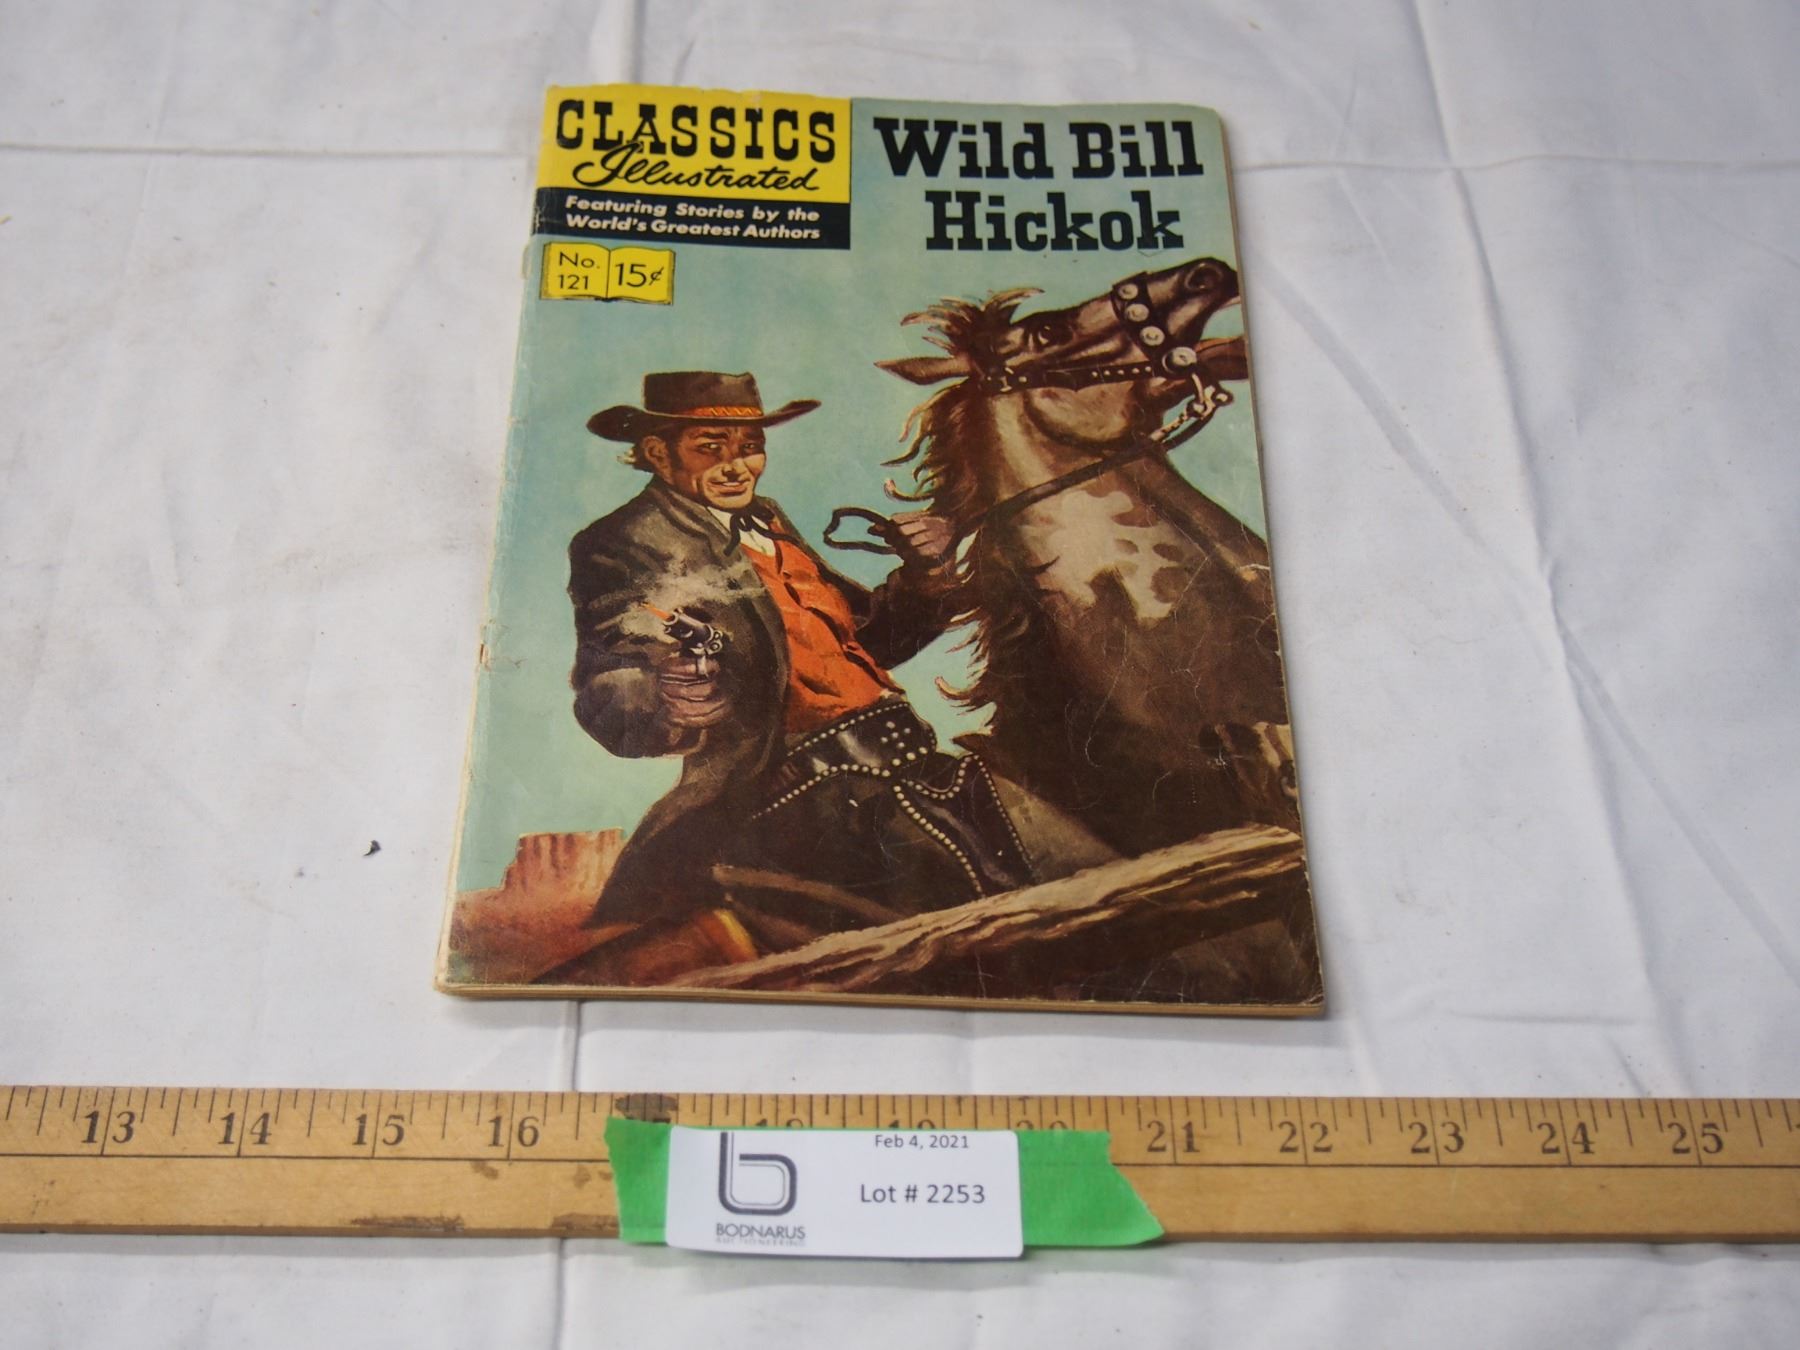 CLASSICS
Illustrated
Featuring Stories by the
World's Greatest Authors
Wild Bill
Hickok
No.
121
15¢
13 14 15 16 21 22 23 24 25
Feb 4, 2021
Lot # 2253
BODNARUS
AUCTIONEERING